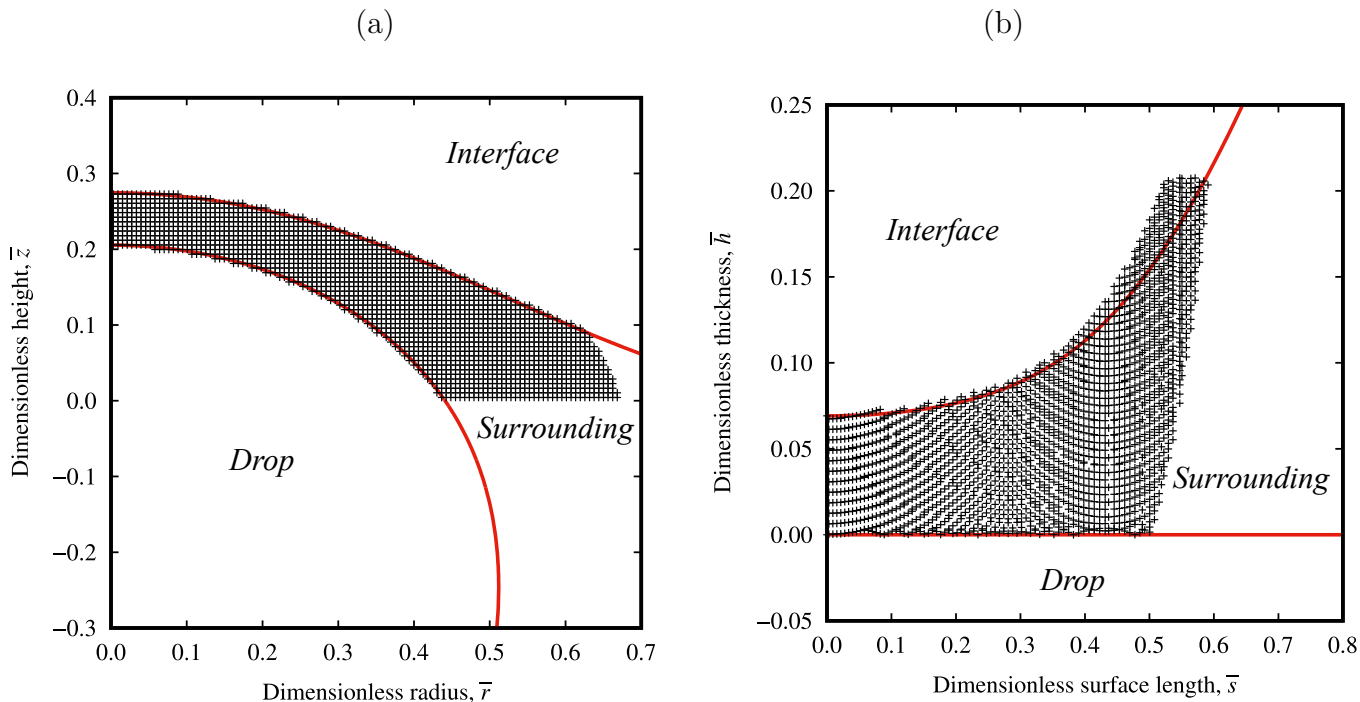 (a)
0.4
0.3
0.2
0.1
0.0
−0.1
−0.2
−0.3
0.0 0.1 0.2 0.3 0.4 0.5 0.6 0.7
Dimensionless height, z̅
Dimensionless radius, r̅
Interface
Surrounding
Drop
(b)
0.25
0.20
0.15
0.10
0.05
0.00
−0.05
0.0 0.1 0.2 0.3 0.4 0.5 0.6 0.7 0.8
Dimensionless thickness, h̅
Dimensionless surface length, s̅
Interface
Surrounding
Drop